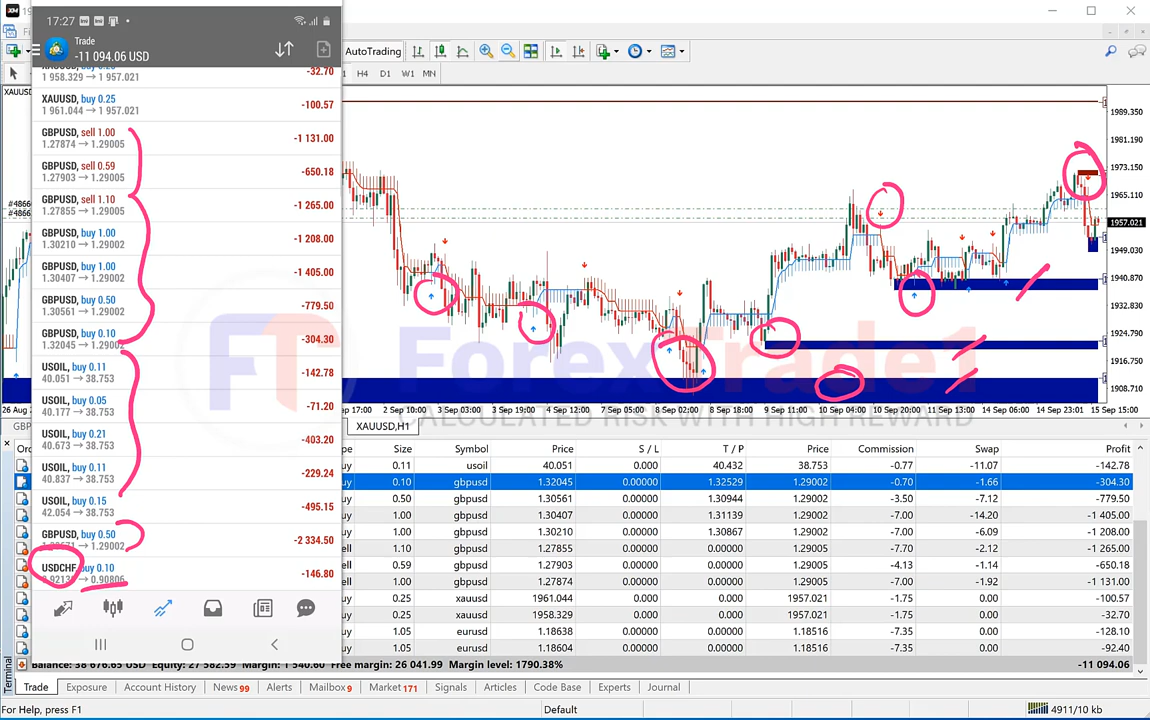 17:27
Trade
-11 094.06 USD
1 958.329 → 1 957.021
-32.70
XAUUSD, buy 0.25
1 961.044 → 1 957.021
-100.57
GBPUSD, sell 1.00
1.27874 → 1.29005
-1 131.00
GBPUSD, sell 0.59
1.27903 → 1.29005
-650.18
GBPUSD, sell 1.10
1.27855 → 1.29005
-1 265.00
GBPUSD, buy 1.00
1.30210 → 1.29002
-1 208.00
GBPUSD, buy 1.00
1.30407 → 1.29002
-1 405.00
GBPUSD, buy 0.50
1.30561 → 1.29002
-779.50
GBPUSD, buy 0.10
1.32045 → 1.29002
-304.30
USOIL, buy 0.11
40.051 → 38.753
-142.78
USOIL, buy 0.05
40.177 → 38.753
-71.20
USOIL, buy 0.21
40.673 → 38.753
-403.20
USOIL, buy 0.11
40.837 → 38.753
-229.24
USOIL, buy 0.15
42.054 → 38.753
-495.15
GBPUSD, buy 0.50
→ 1.29002
-2 334.50
USDCHF, buy 0.10
→ 0.90806
-146.80
AutoTrading
H4 D1 W1 MN
XAUUSD
#4866
#4866
1989.350
1981.190
1973.150
1965.110
1957.021
1949.030
1940.870
1932.830
1924.790
1916.750
1908.710
ForexTrade1
CALCULATED RISK WITH HIGH REWARD
26 Aug 2 17:00 2 Sep 10:00 3 Sep 03:00 3 Sep 19:00 4 Sep 12:00 7 Sep 05:00 8 Sep 02:00 8 Sep 18:00 9 Sep 11:00 10 Sep 04:00 10 Sep 20:00 11 Sep 13:00 14 Sep 06:00 14 Sep 23:01 15 Sep 15:00
XAUUSD,H1
Size Symbol Price S / L T / P Price Commission Swap Profit
uy 0.11 usoil 40.051 0.000 40.432 38.753 -0.77 -11.07 -142.78
uy 0.10 gbpusd 1.32045 0.00000 1.32529 1.29002 -0.70 -1.66 -304.30
uy 0.50 gbpusd 1.30561 0.00000 1.30944 1.29002 -3.50 -7.12 -779.50
uy 1.00 gbpusd 1.30407 0.00000 1.31139 1.29002 -7.00 -14.20 -1 405.00
uy 1.00 gbpusd 1.30210 0.00000 1.30867 1.29002 -7.00 -6.09 -1 208.00
ell 1.10 gbpusd 1.27855 0.00000 0.00000 1.29005 -7.70 -2.12 -1 265.00
ell 0.59 gbpusd 1.27903 0.00000 0.00000 1.29005 -4.13 -1.14 -650.18
ell 1.00 gbpusd 1.27874 0.00000 0.00000 1.29005 -7.00 -1.92 -1 131.00
uy 0.25 xauusd 1961.044 0.000 0.000 1957.021 -1.75 0.00 -100.57
uy 0.25 xauusd 1958.329 0.000 0.000 1957.021 -1.75 0.00 -32.70
uy 1.05 eurusd 1.18638 0.00000 0.00000 1.18516 -7.35 0.00 -128.10
uy 1.05 eurusd 1.18604 0.00000 0.00000 1.18516 -7.35 0.00 -92.40
Balance: 38 676.65 USD Equity: 27 582.59 Margin: 1 540.60 Free margin: 26 041.99 Margin level: 1790.38% -11 094.06
Terminal
Trade Exposure Account History News 99 Alerts Mailbox 9 Market 171 Signals Articles Code Base Experts Journal
For Help, press F1
Default
4911/10 kb